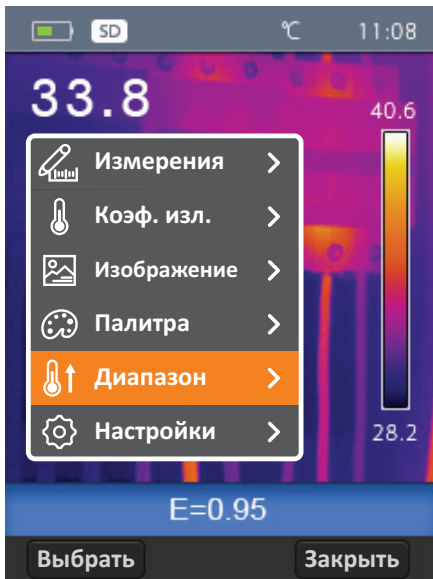 SD ℃ 11:08
33.8
40.6
Измерения
Коэф. изл.
Изображение
Палитра
Диапазон
Настройки
28.2
E=0.95
Выбрать Закрыть